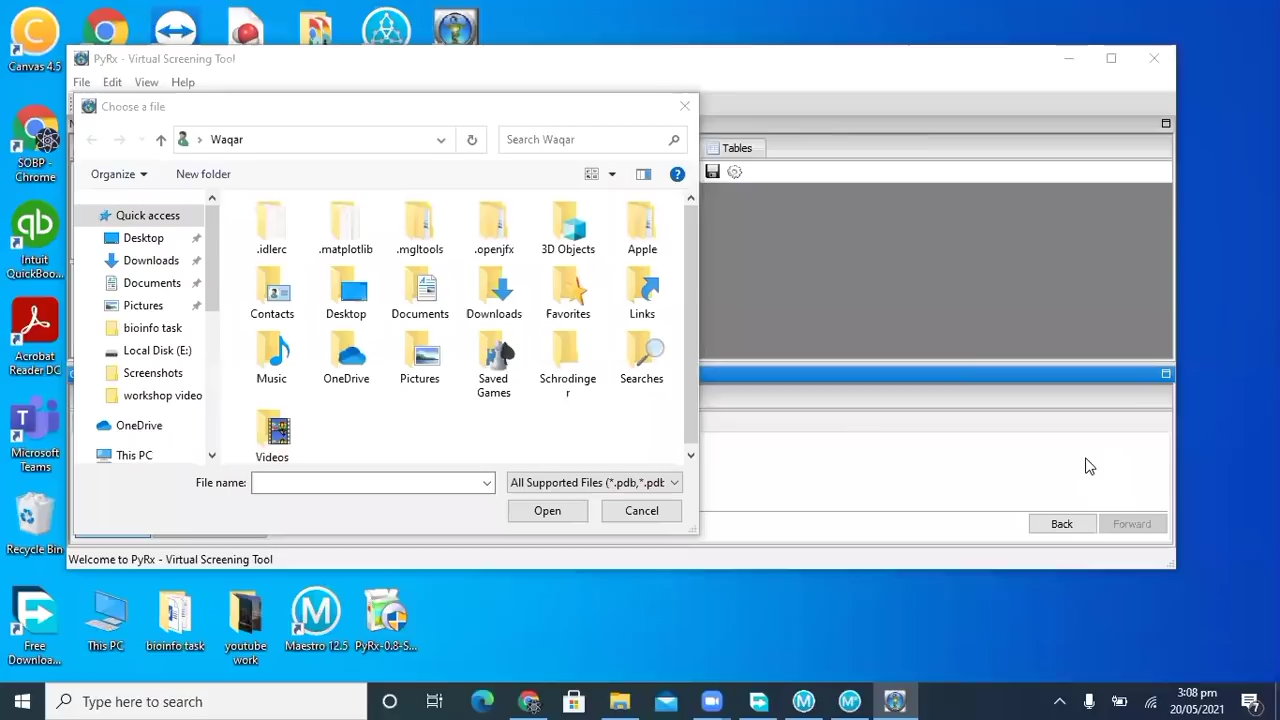 Canvas 4.5
SOBP -
Chrome
Intuit
QuickBoo...
Acrobat
Reader DC
Microsoft
Teams
Recycle Bin
Free
Downloa...
This PC
bioinfo task
youtube
work
Maestro 12.5
PyRx-0.8-S...
PyRx - Virtual Screening Tool
File
Edit
View
Help
Choose a file
Waqar
Search Waqar
Organize
New folder
Quick access
Desktop
Downloads
Documents
Pictures
bioinfo task
Local Disk (E:)
Screenshots
workshop video
OneDrive
This PC
.idlerc
.matplotlib
.mgltools
.openjfx
3D Objects
Apple
Contacts
Desktop
Documents
Downloads
Favorites
Links
Music
OneDrive
Pictures
Saved
Games
Schrodinge
r
Searches
Videos
File name:
All Supported Files (*.pdb,*.pdb
Open
Cancel
Tables
Back
Forward
Welcome to PyRx - Virtual Screening Tool
Type here to search
3:08 pm
20/05/2021
7